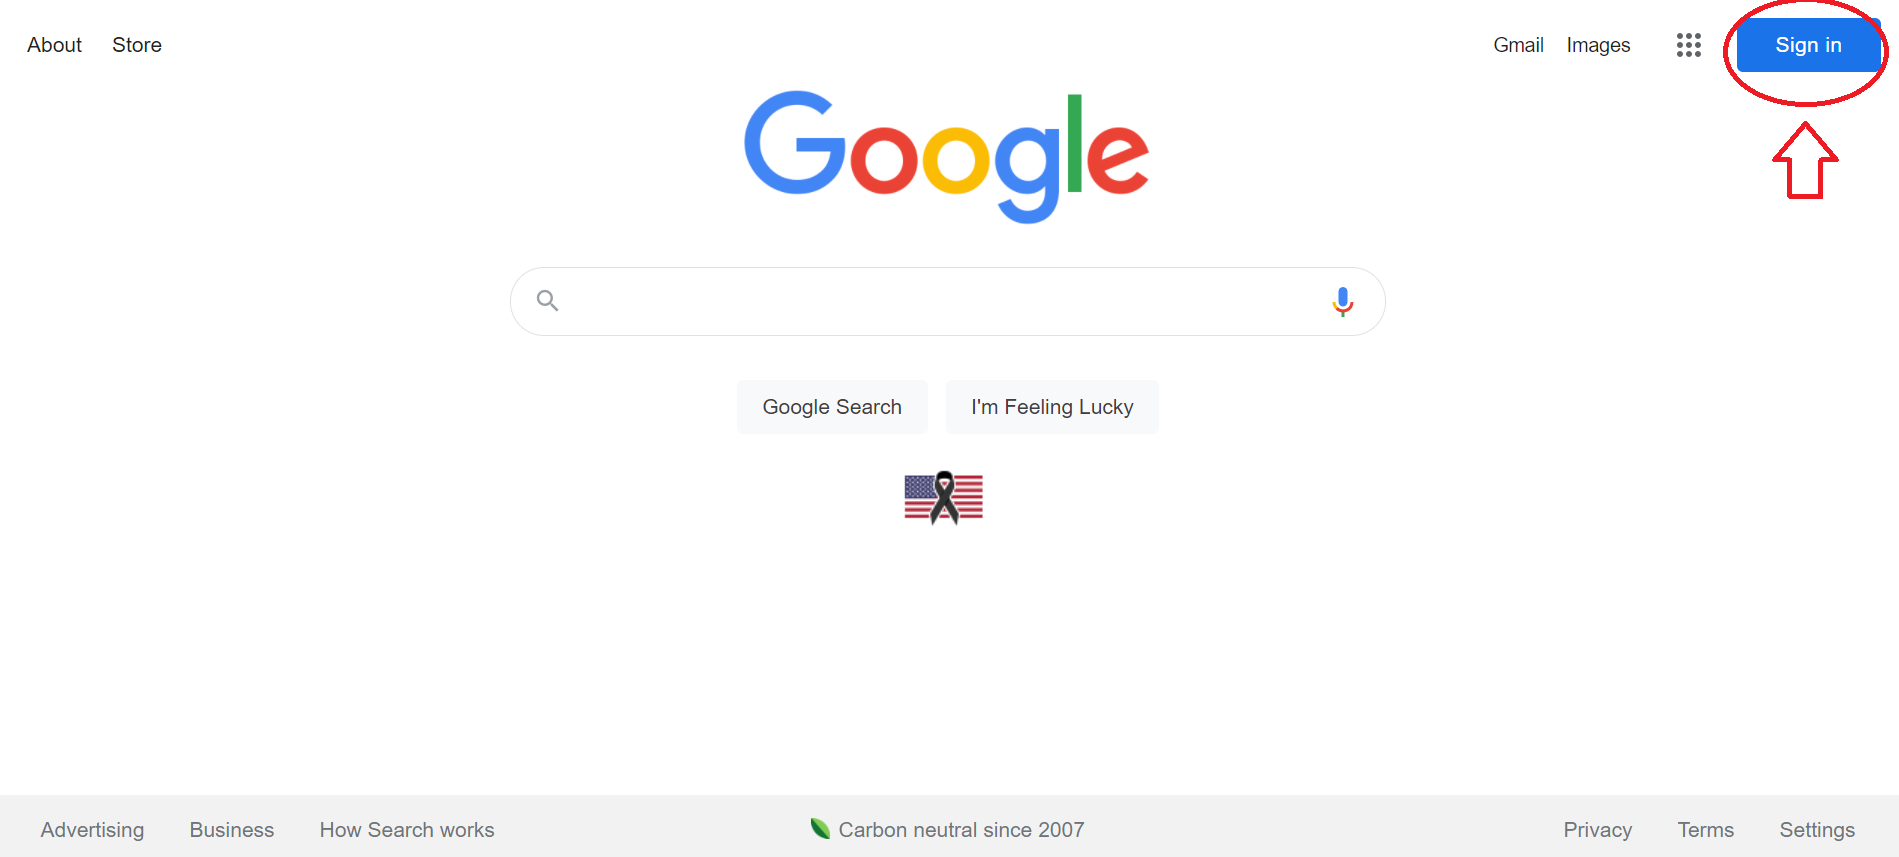 About Store Gmail Images Sign in
Google
Google Search I'm Feeling Lucky
Advertising Business How Search works Carbon neutral since 2007 Privacy Terms Settings